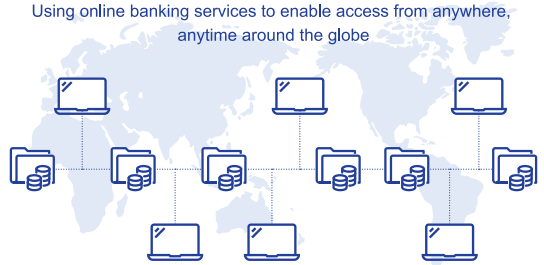 Using online banking services to enable access from anywhere,
anytime around the globe